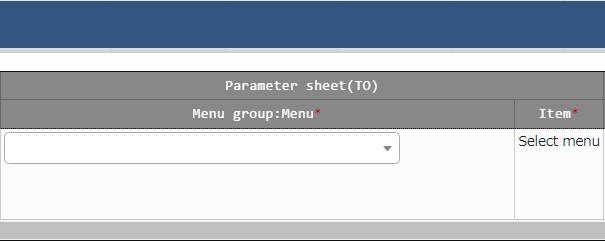 Parameter sheet(TO)
Menu group:Menu*
Item*
Select menu